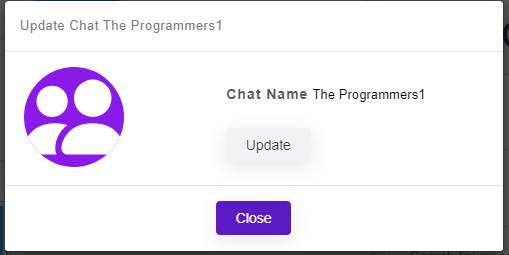 Update Chat The Programmers1
Chat Name The Programmers1
Update
Close